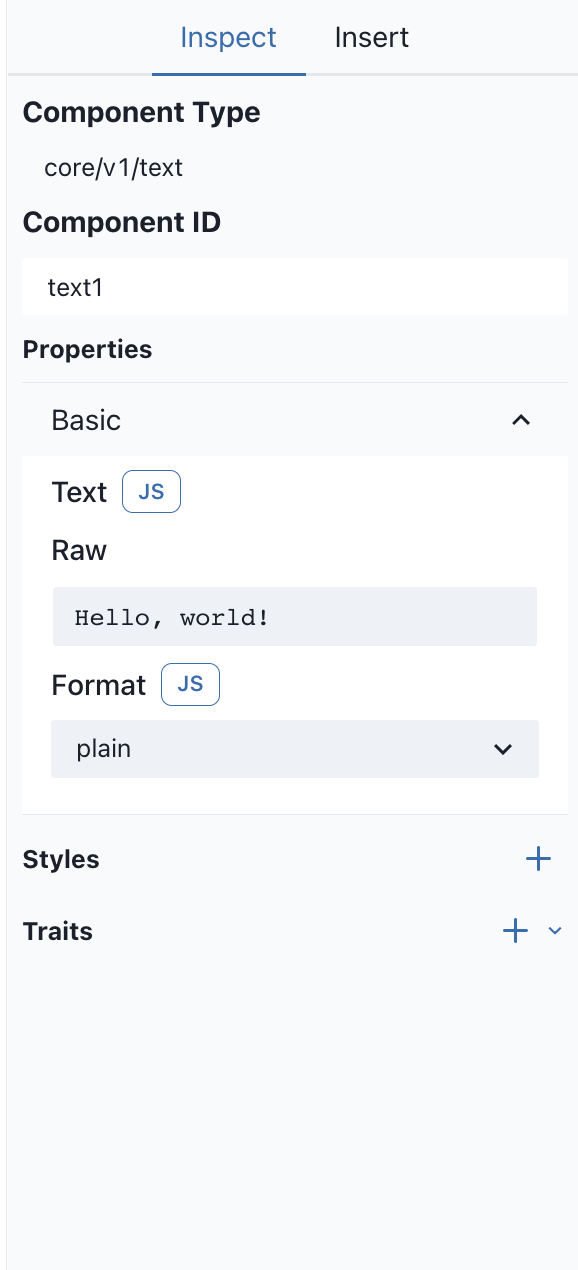 Inspect Insert
Component Type
core/v1/text
Component ID
text1
Properties
Basic
Text JS
Raw
Hello, world!
Format JS
plain
Styles
Traits